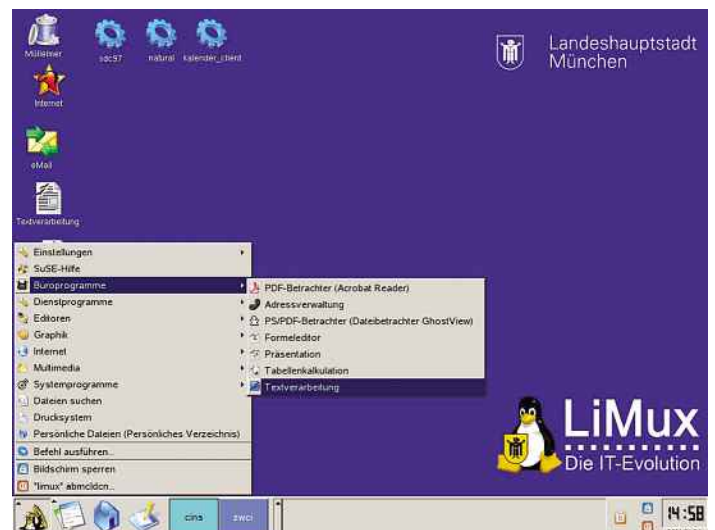 Mülleimer
sdc97
natural
kalender_client
Landeshauptstadt
München
Internet
eMail
Textverarbeitung
Einstellungen
SuSE-Hilfe
Büroprogramme
Dienstprogramme
Editoren
Graphik
Internet
Multimedia
Systemprogramme
Dateien suchen
Drucksystem
Persönliche Dateien (Persönliches Verzeichnis)
Befehl ausführen...
Bildschirm sperren
"limux" abmelden...
PDF-Betrachter (Acrobat Reader)
Adressverwaltung
PS/PDF-Betrachter (Dateibetrachter GhostView)
Formeleditor
Präsentation
Tabellenkalkulation
Textverarbeitung
LiMux
Die IT-Evolution
eins
zwei
14:58